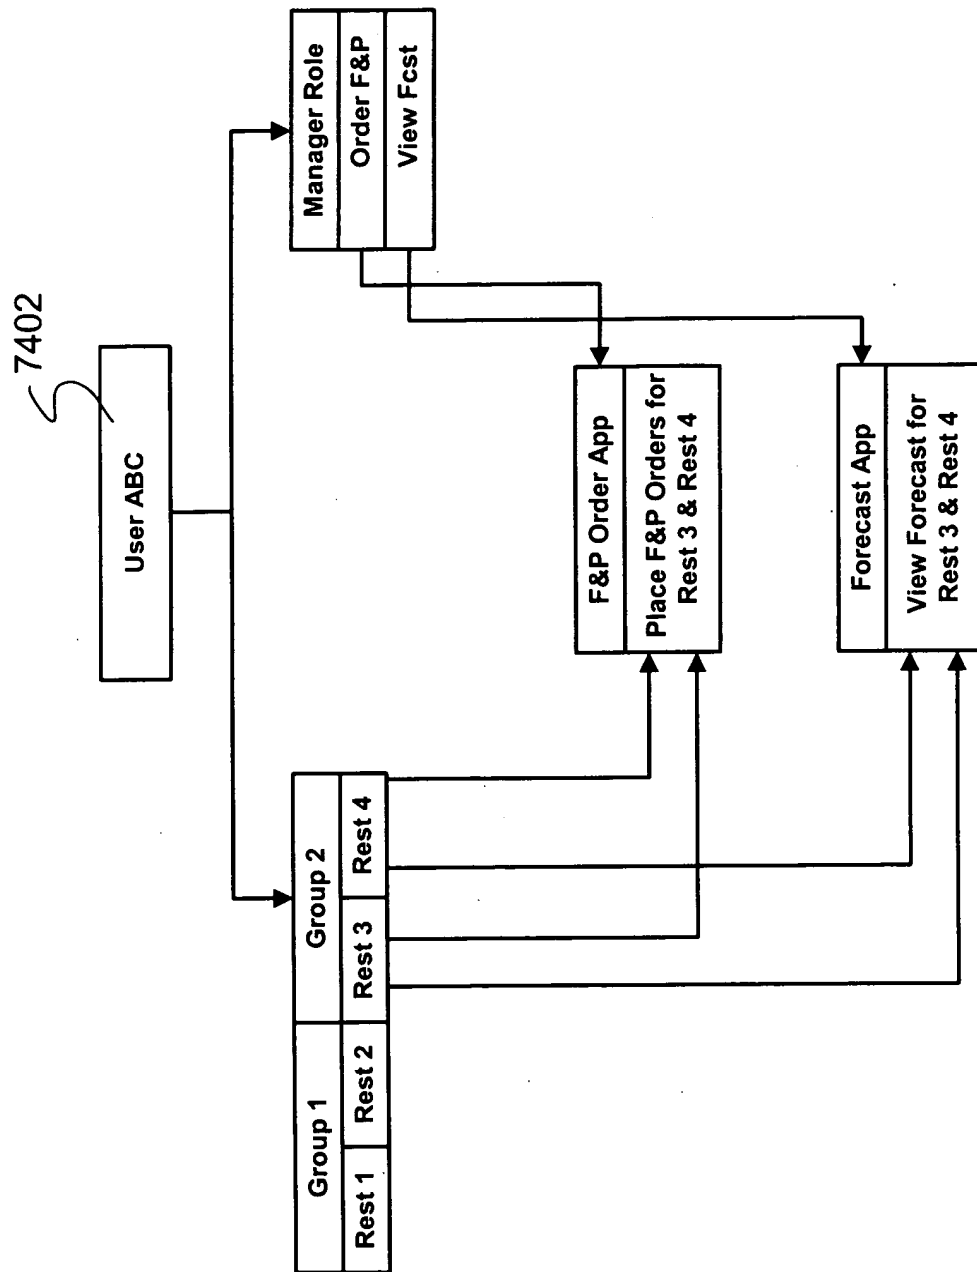 7402
User ABC
Group 1
Group 2
Rest 1
Rest 2
Rest 3
Rest 4
Manager Role
Order F&P
View Fcst
F&P Order App
Place F&P Orders for
Rest 3 & Rest 4
Forecast App
View Forecast for
Rest 3 & Rest 4